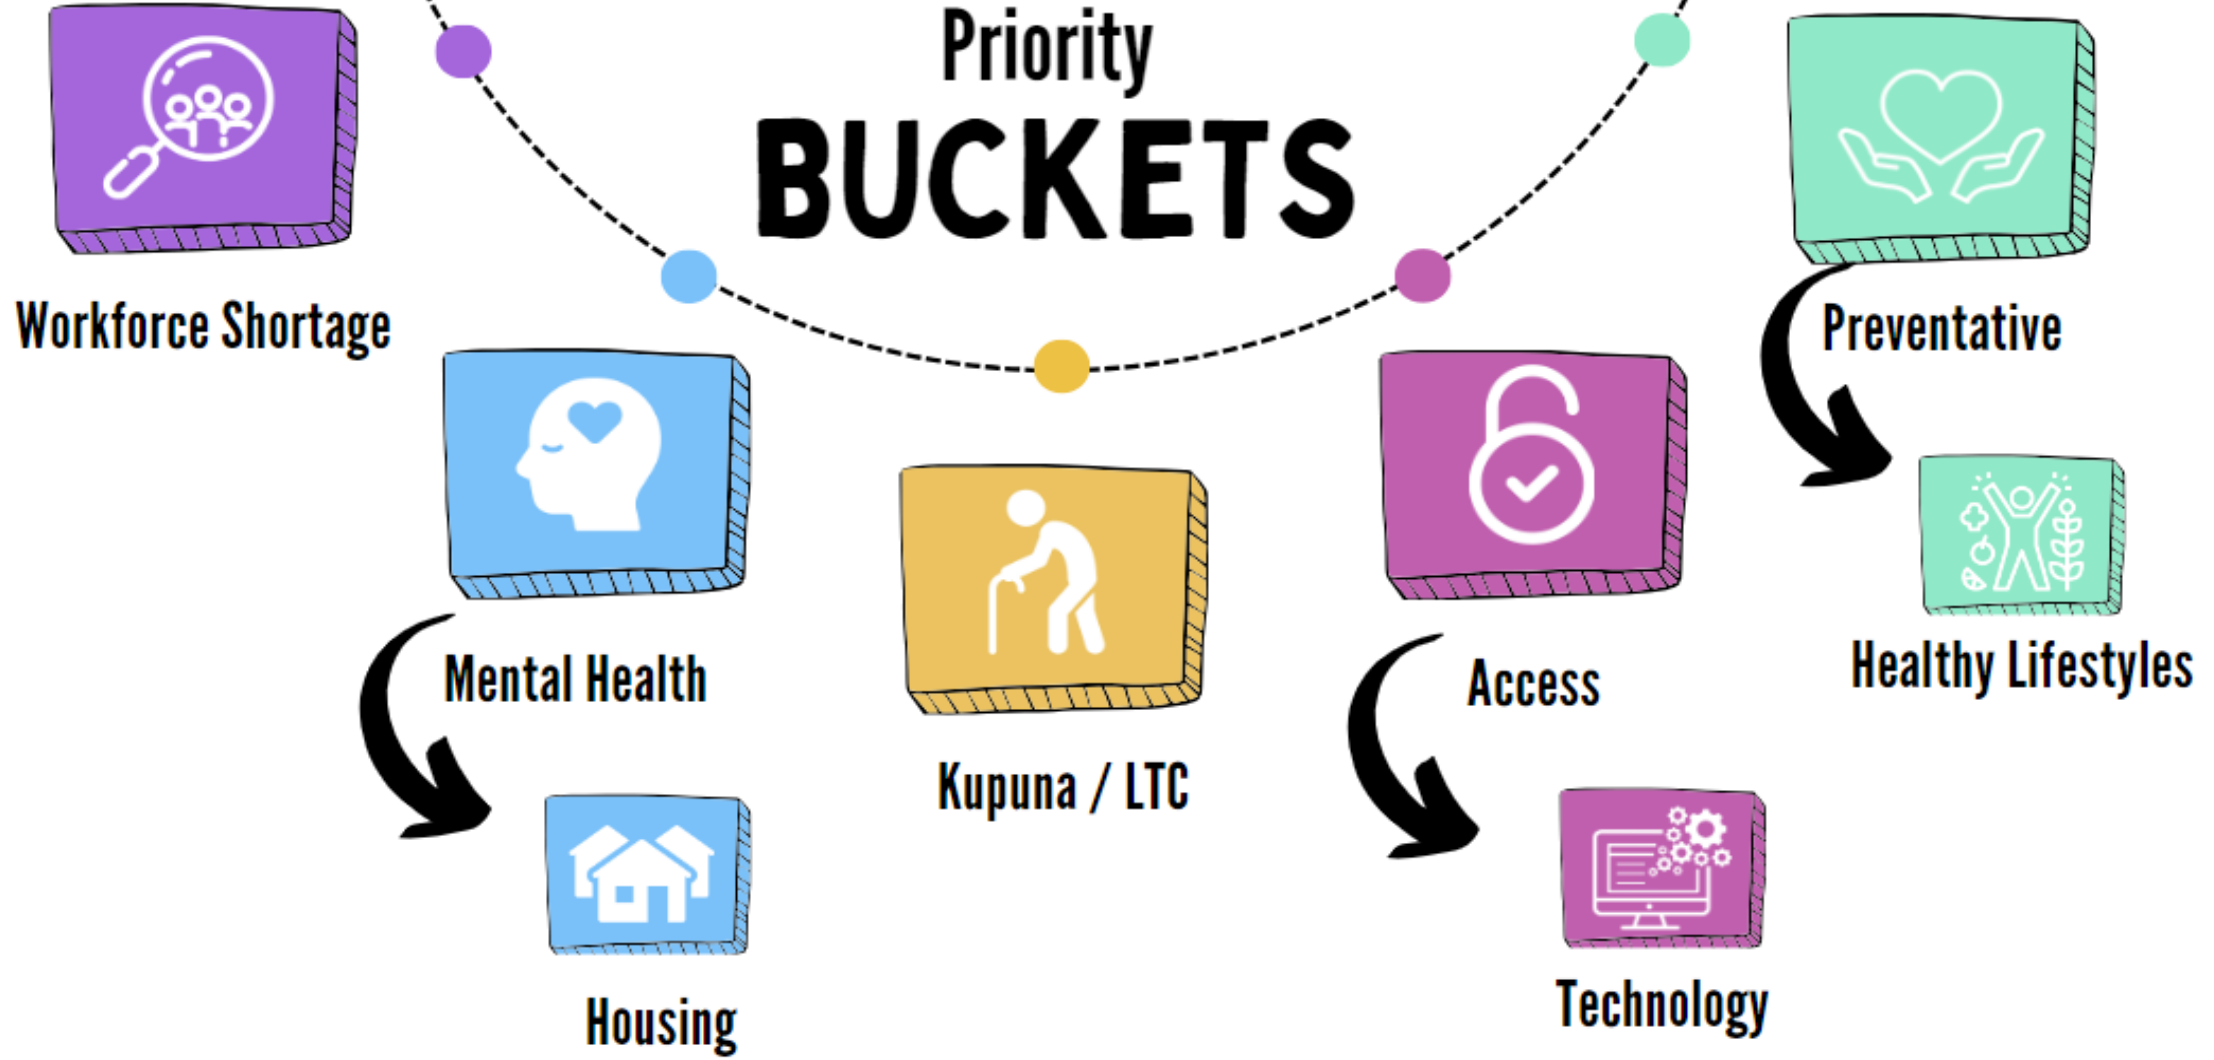 Priority
BUCKETS
Workforce Shortage
Mental Health
Housing
Kupuna / LTC
Access
Technology
Preventative
Healthy Lifestyles